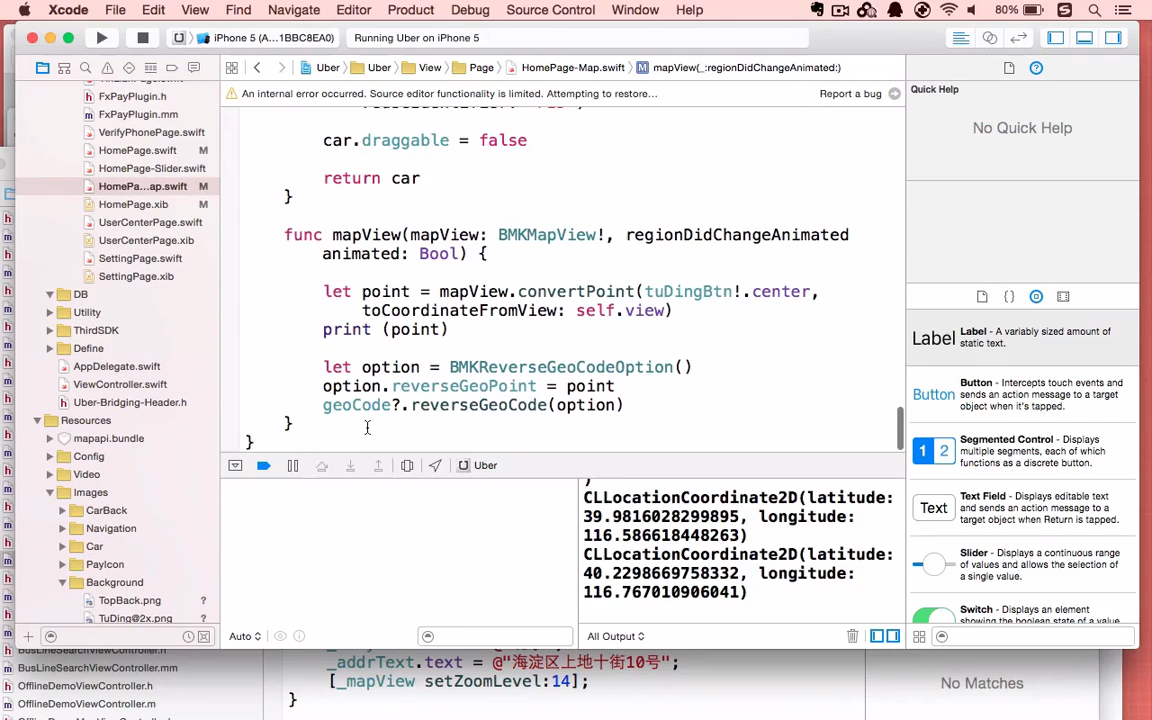 Xcode File Edit View Find Navigate Editor Product Debug Source Control Window Help 80%
iPhone 5 (A...1BBC8EA0) Running Uber on iPhone 5
Uber Uber View Page HomePage-Map.swift mapView(_:regionDidChangeAnimated:)
An internal error occurred. Source editor functionality is limited. Attempting to restore... Report a bug
FxPayPlugin.h
FxPayPlugin.mm
VerifyPhonePage.swift
HomePage.swift M
HomePage-Slider.swift
HomePa...ap.swift M
HomePage.xib M
UserCenterPage.swift
UserCenterPage.xib
SettingPage.swift
SettingPage.xib
DB
Utility
ThirdSDK
Define
AppDelegate.swift
ViewController.swift
Uber-Bridging-Header.h
Resources
mapapi.bundle
Config
Video
Images
CarBack
Navigation
Car
PayIcon
Background
TopBack.png ?
TuDing@2x.png ?
car.draggable = false
return car
}
func mapView(mapView: BMKMapView!, regionDidChangeAnimated
animated: Bool) {
let point = mapView.convertPoint(tuDingBtn!.center,
toCoordinateFromView: self.view)
print (point)
let option = BMKReverseGeoCodeOption()
option.reverseGeoPoint = point
geoCode?.reverseGeoCode(option)
}
}
Uber
)
CLLocationCoordinate2D(latitude:
39.9816028299895, longitude:
116.586618448263)
CLLocationCoordinate2D(latitude:
40.2298669758332, longitude:
116.767010906041)
Auto All Output
Quick Help
No Quick Help
Label Label - A variably sized amount of
static text.
Button Button - Intercepts touch events and
sends an action message to a
target object when it's tapped.
1 2 Segmented Control - Displays
multiple segments, each of which
functions as a discrete button.
Text Text Field - Displays editable text
and sends an action message to a
target object when Return is tapped.
Slider - Displays a continuous range
of values and allows the selection of
a single value.
Switch - Displays an element
showing the boolean state of a value.
BusLineSearchViewController.h
BusLineSearchViewController.mm
OfflineDemoViewController.h
OfflineDemoViewController.m
_addrText.text = @"海淀区上地十街10号";
[_mapView setZoomLevel:14];
}
No Matches